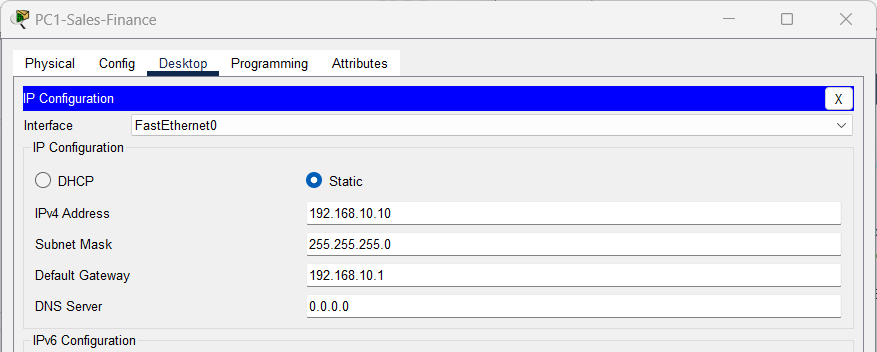 PC1-Sales-Finance
Physical Config Desktop Programming Attributes
IP Configuration X
Interface FastEthernet0
IP Configuration
DHCP Static
IPv4 Address 192.168.10.10
Subnet Mask 255.255.255.0
Default Gateway 192.168.10.1
DNS Server 0.0.0.0
IPv6 Configuration